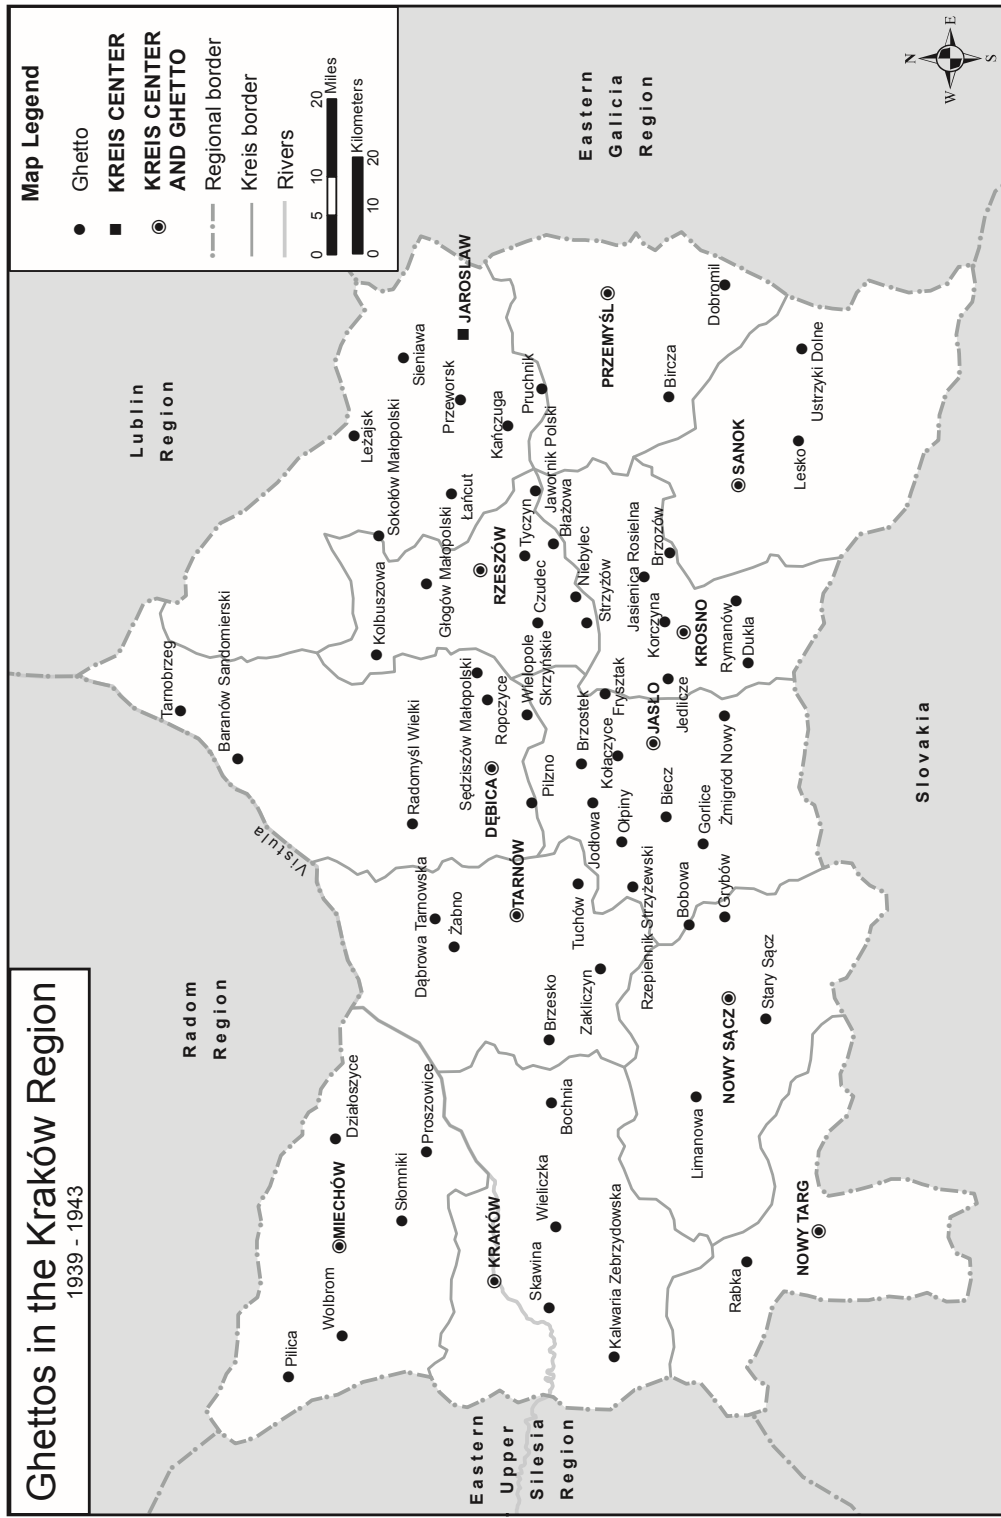 Ghettos in the Kraków Region
1939 - 1943
Map Legend
Ghetto
KREIS CENTER
KREIS CENTER
AND GHETTO
Regional border
Kreis border
Rivers
0 5 10 20
Miles
Kilometers
0 10 20
N
E
S
W
Lublin
Region
Radom
Region
Eastern
Galicia
Region
Eastern
Upper
Silesia
Region
Slovakia
Vistula
Tarnobrzeg
Baranów Sandomierski
Leżajsk
Sieniawa
JAROSLAW
Sokołów Małopolski
Przeworsk
Kańczuga
Pruchnik
Łańcut
Kolbuszowa
Głogów Małopolski
RZESZÓW
Tyczyn
Jawornik Polski
Błażowa
Czudec
Niebylec
Strzyżów
PRZEMYŚL
Dobromil
Bircza
Ustrzyki Dolne
Lesko
SANOK
Jasienica Rosielna
Brzozów
Korczyna
KROSNO
Rymanów
Dukla
Jedlicze
Frysztak
JASŁO
Radomyśl Wielki
Sędziszów Małopolski
Ropczyce
Wielopole
Skrzyńskie
DĘBICA
Pilzno
Brzostek
Kołaczyce
Jodłowa
Ołpiny
Biecz
Gorlice
Żmigród Nowy
Rzepiennik Strzyżewski
Bobowa
Grybów
Dąbrowa Tarnowska
Żabno
TARNÓW
Tuchów
Zakliczyn
Brzesko
NOWY SĄCZ
Stary Sącz
Limanowa
Działoszyce
Proszowice
Słomniki
MIECHÓW
Wolbrom
Pilica
KRAKÓW
Bochnia
Wieliczka
Skawina
Kalwaria Zebrzydowska
NOWY TARG
Rabka